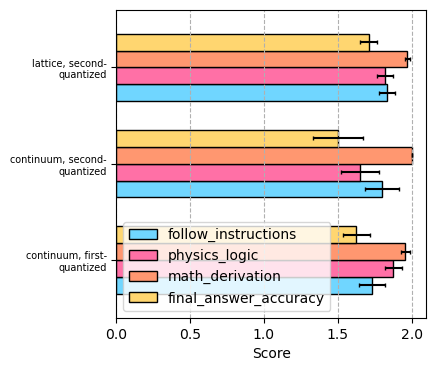 lattice, second-
quantized
continuum, second-
quantized
continuum, first-
quantized
follow_instructions
physics_logic
math_derivation
final_answer_accuracy
0.0 0.5 1.0 1.5 2.0
Score